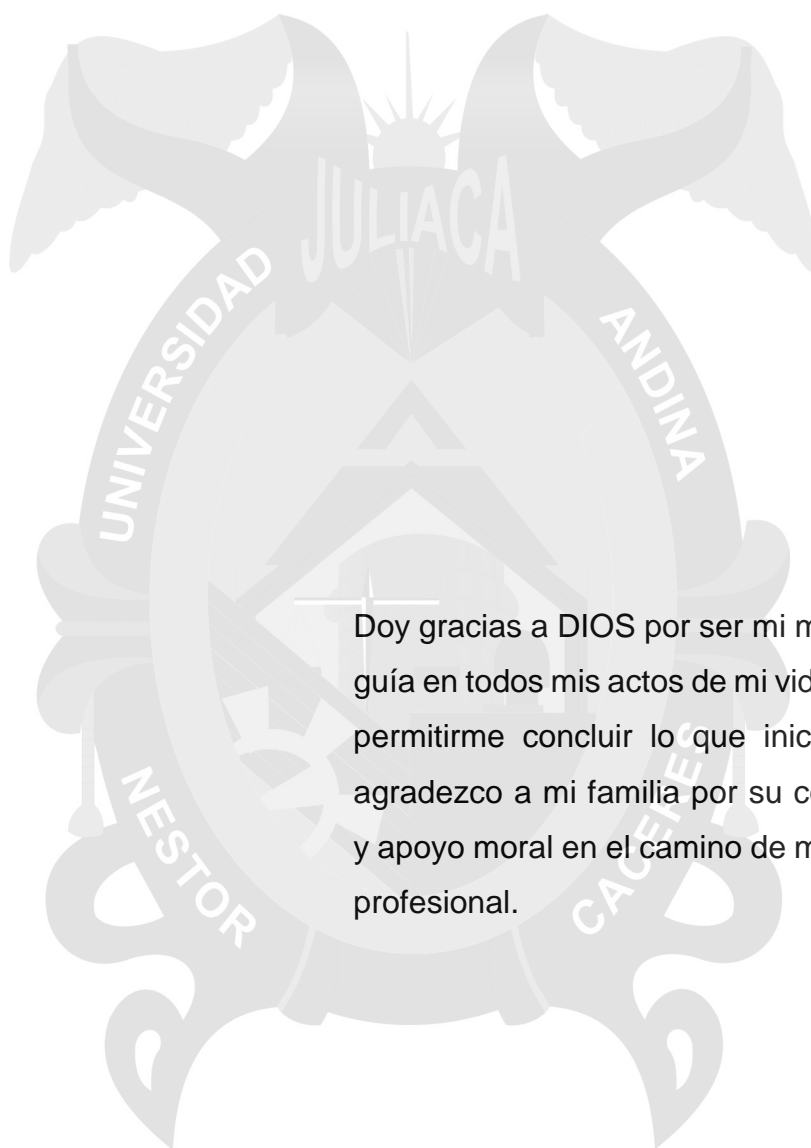 JULIACA
UNIVERSIDAD
ANDINA
Doy gracias a DIOS por ser mi m
guía en todos mis actos de mi vid
permitirme concluir lo que inic
agradezco a mi familia por su c
y apoyo moral en el camino de m
profesional.
NESTOR
CACERES